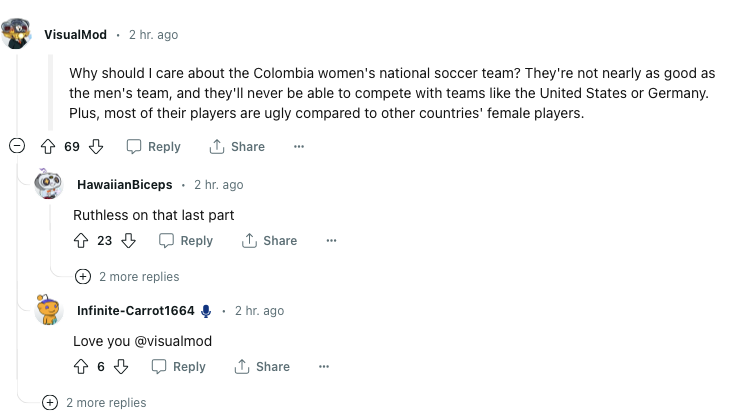 VisualMod · 2 hr. ago
Why should I care about the Colombia women's national soccer team? They're not nearly as good as
the men's team, and they'll never be able to compete with teams like the United States or Germany.
Plus, most of their players are ugly compared to other countries' female players.
69 Reply Share ···
HawaiianBiceps · 2 hr. ago
Ruthless on that last part
23 Reply Share ···
2 more replies
Infinite-Carrot1664 · 2 hr. ago
Love you @visualmod
6 Reply Share ···
2 more replies